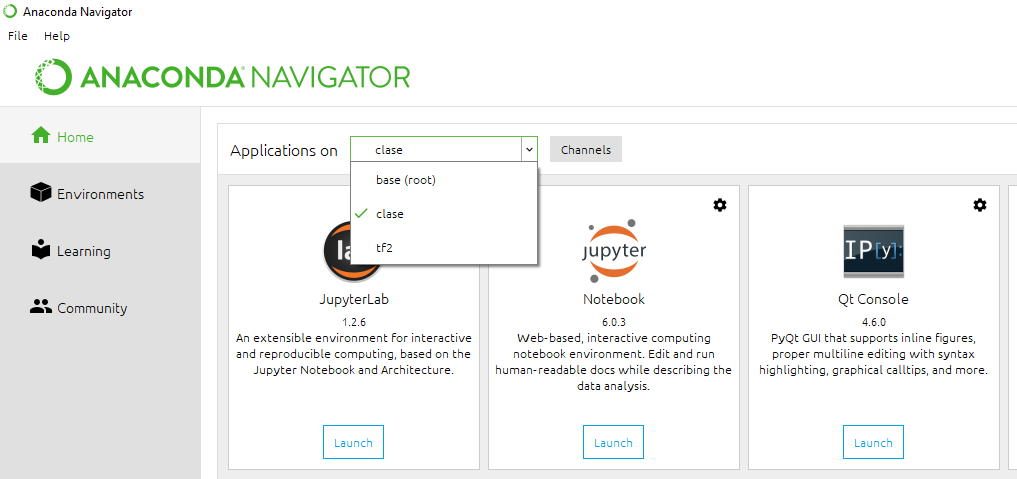 Anaconda Navigator
File Help
ANACONDA NAVIGATOR
Home
Environments
Learning
Community
Applications on clase Channels
base (root)
clase
tf2
JupyterLab
1.2.6
An extensible environment for interactive
and reproducible computing, based on the
Jupyter Notebook and Architecture.
Launch
jupyter
Notebook
6.0.3
Web-based, interactive computing
notebook environment. Edit and run
human-readable docs while describing the
data analysis.
Launch
IP[y]:
Qt Console
4.6.0
PyQt GUI that supports inline figures,
proper multiline editing with syntax
highlighting, graphical calltips, and more.
Launch